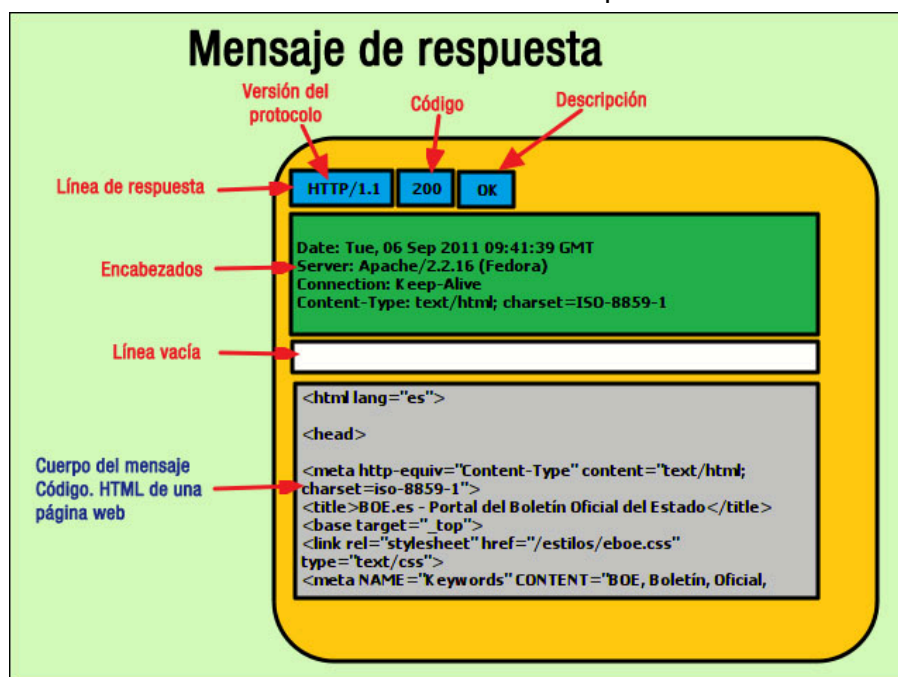 Mensaje de respuesta
Versión del
protocolo
Código
Descripción
Línea de respuesta
HTTP/1.1
200
OK
Encabezados
Date: Tue, 06 Sep 2011 09:41:39 GMT
Server: Apache/2.2.16 (Fedora)
Connection: Keep-Alive
Content-Type: text/html; charset=ISO-8859-1
Línea vacía
Cuerpo del mensaje
Código. HTML de una
página web
<html lang="es">
<head>
<meta http-equiv="Content-Type" content="text/html;
charset=iso-8859-1">
<title>BOE.es - Portal del Boletín Oficial del Estado</title>
<base target="_top">
<link rel="stylesheet" href="/estilos/eboe.css"
type="text/css">
<meta NAME="Keywords" CONTENT="BOE, Boletín, Oficial,